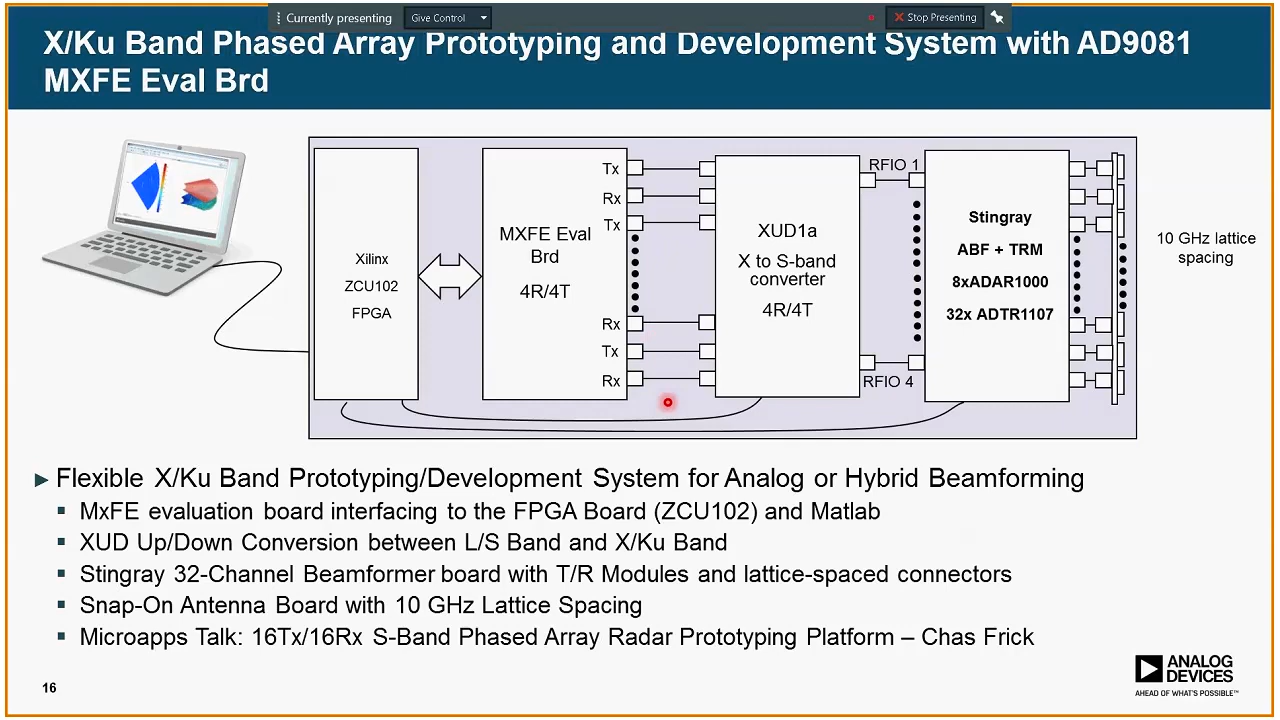 Currently presenting
Give Control
Stop Presenting
X/Ku Band Phased Array Prototyping and Development System with AD9081
MXFE Eval Brd
Xilinx
ZCU102
FPGA
MXFE Eval
Brd
4R/4T
Tx
Rx
Tx
Rx
Tx
Rx
XUD1a
X to S-band
converter
4R/4T
RFIO 1
RFIO 4
Stingray
ABF + TRM
8xADAR1000
32x ADTR1107
10 GHz lattice
spacing
Flexible X/Ku Band Prototyping/Development System for Analog or Hybrid Beamforming
MxFE evaluation board interfacing to the FPGA Board (ZCU102) and Matlab
XUD Up/Down Conversion between L/S Band and X/Ku Band
Stingray 32-Channel Beamformer board with T/R Modules and lattice-spaced connectors
Snap-On Antenna Board with 10 GHz Lattice Spacing
Microapps Talk: 16Tx/16Rx S-Band Phased Array Radar Prototyping Platform – Chas Frick
16
ANALOG
DEVICES
AHEAD OF WHAT'S POSSIBLE™